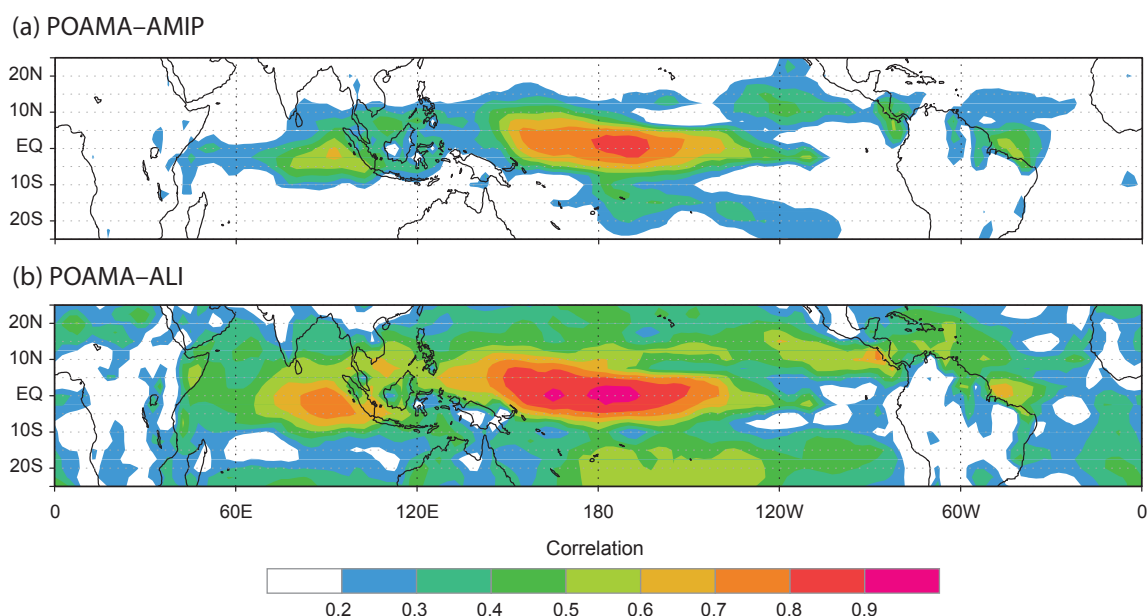 (a) POAMA–AMIP
20N
10N
EQ
10S
20S
(b) POAMA–ALI
20N
10N
EQ
10S
20S
0 60E 120E 180 120W 60W 0
Correlation
0.2 0.3 0.4 0.5 0.6 0.7 0.8 0.9